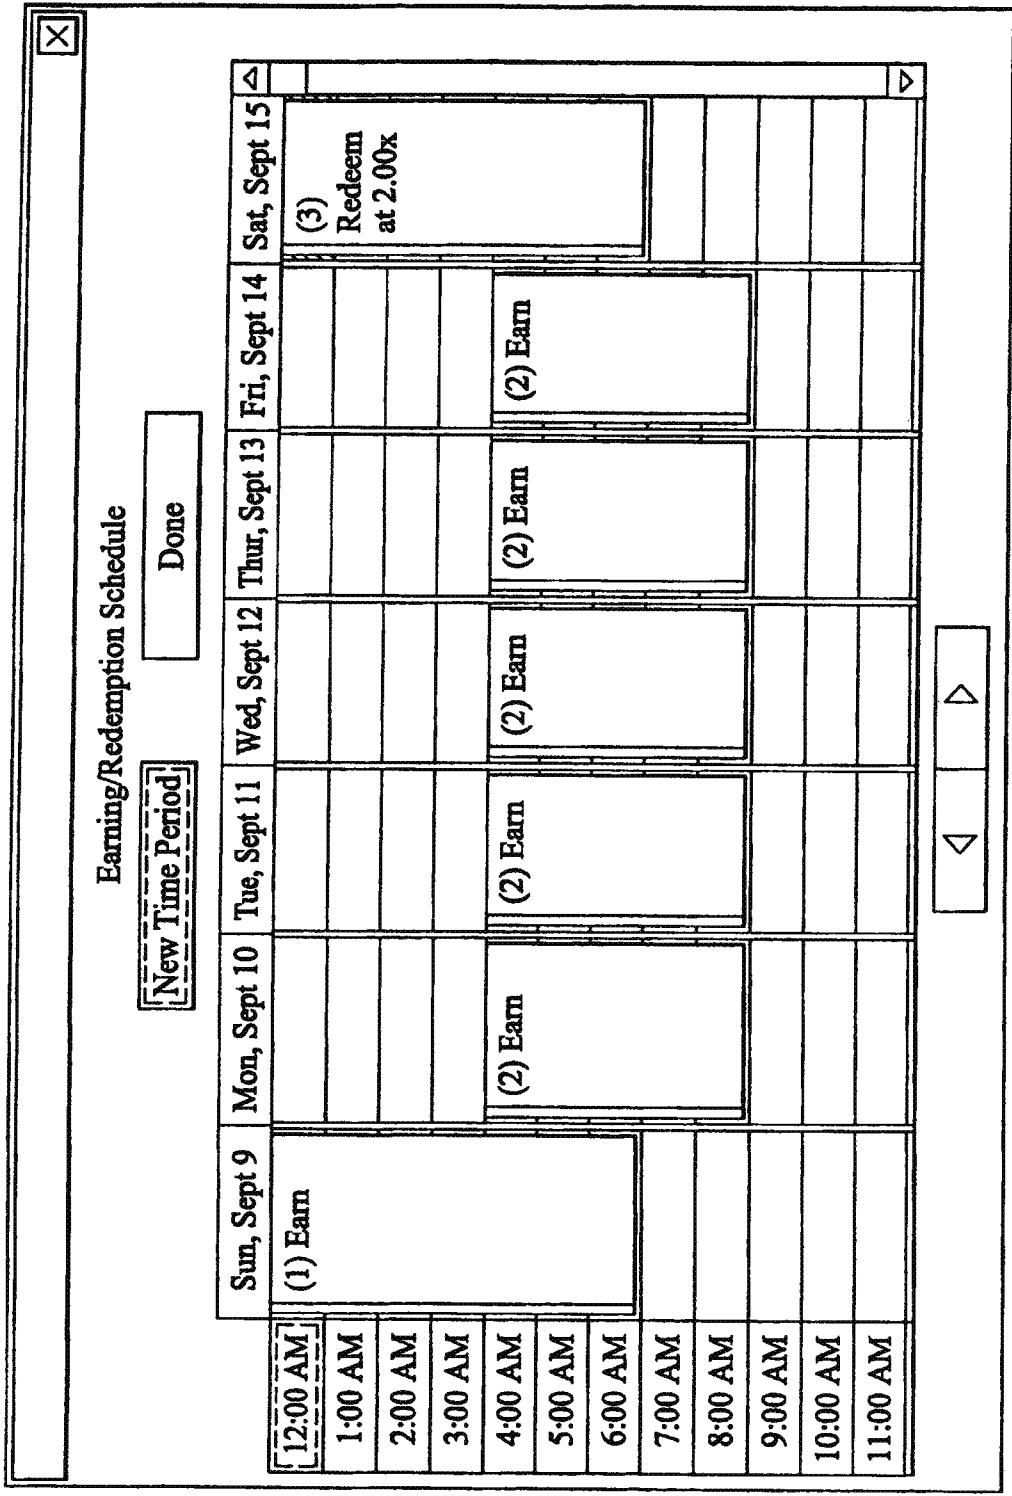 Earning/Redemption Schedule
New Time Period
Done
Sun, Sept 9
Mon, Sept 10
Tue, Sept 11
Wed, Sept 12
Thur, Sept 13
Fri, Sept 14
Sat, Sept 15
12:00 AM
1:00 AM
2:00 AM
3:00 AM
4:00 AM
5:00 AM
6:00 AM
7:00 AM
8:00 AM
9:00 AM
10:00 AM
11:00 AM
(1) Earn
(2) Earn
(2) Earn
(2) Earn
(2) Earn
(2) Earn
(3)
Redeem
at 2.00x